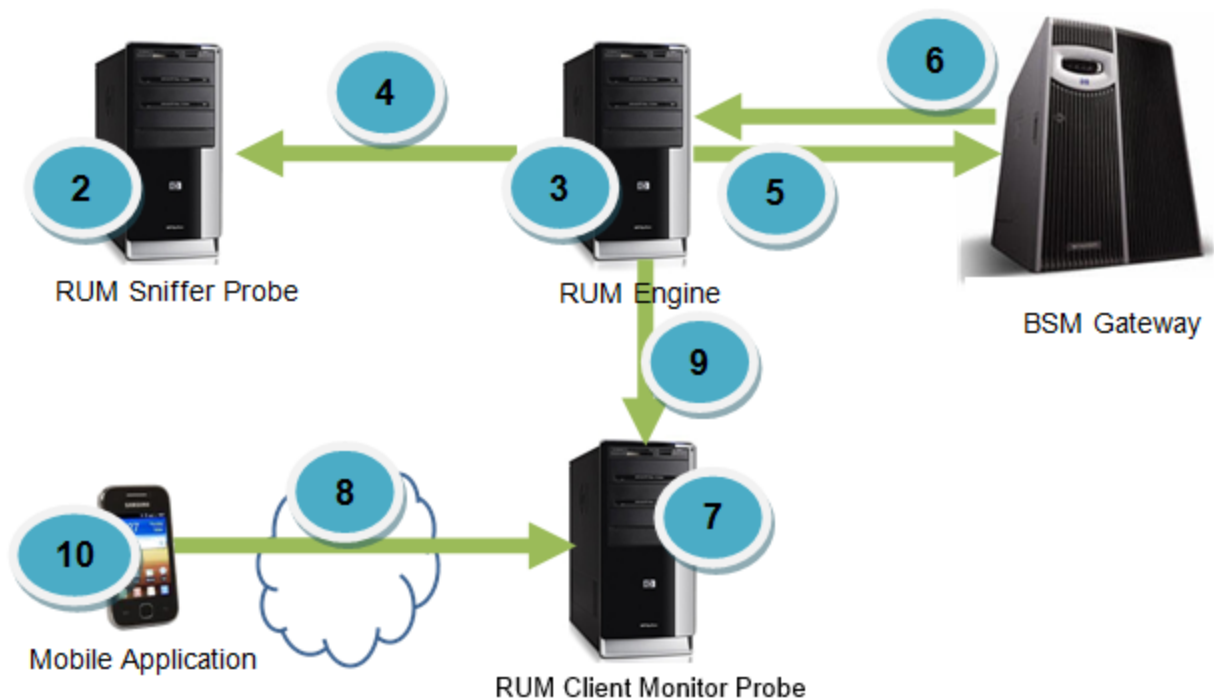 6
4
2
3
5
RUM Sniffer Probe
RUM Engine
BSM Gateway
9
8
7
10
SAMSUNG
Mobile Application
RUM Client Monitor Probe